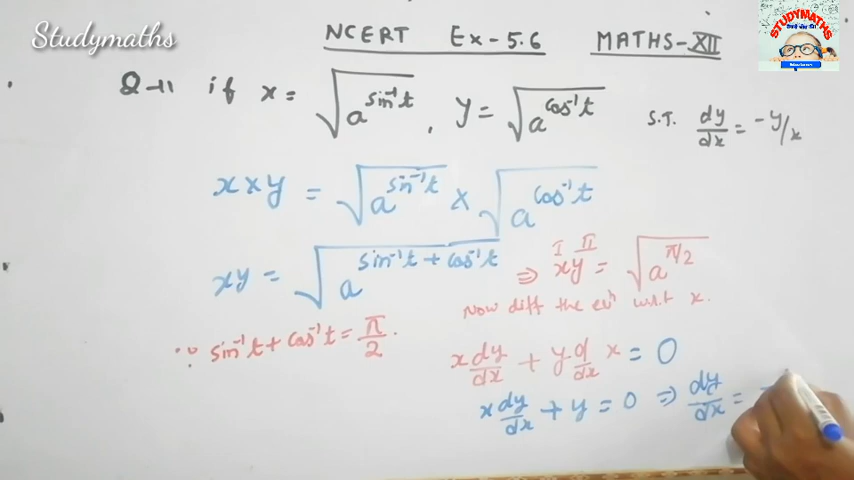 Studymaths
NCERT Ex-5.6 MATHS-XII
STUDYMATHS
Q-11 if x = √(a^(sin⁻¹t)), y = √(a^(cos⁻¹t)) S.T. dy/dx = -y/x
x × y = √(a^(sin⁻¹t)) × √(a^(cos⁻¹t))
xy = √(a^(sin⁻¹t + cos⁻¹t))
∵ sin⁻¹t + cos⁻¹t = π/2.
I II
⇒ xy = √(a^(π/2))
Now diff the eqⁿ w.r.t x.
x dy/dx + y d/dx x = 0
x dy/dx + y = 0 ⇒ dy/dx = -